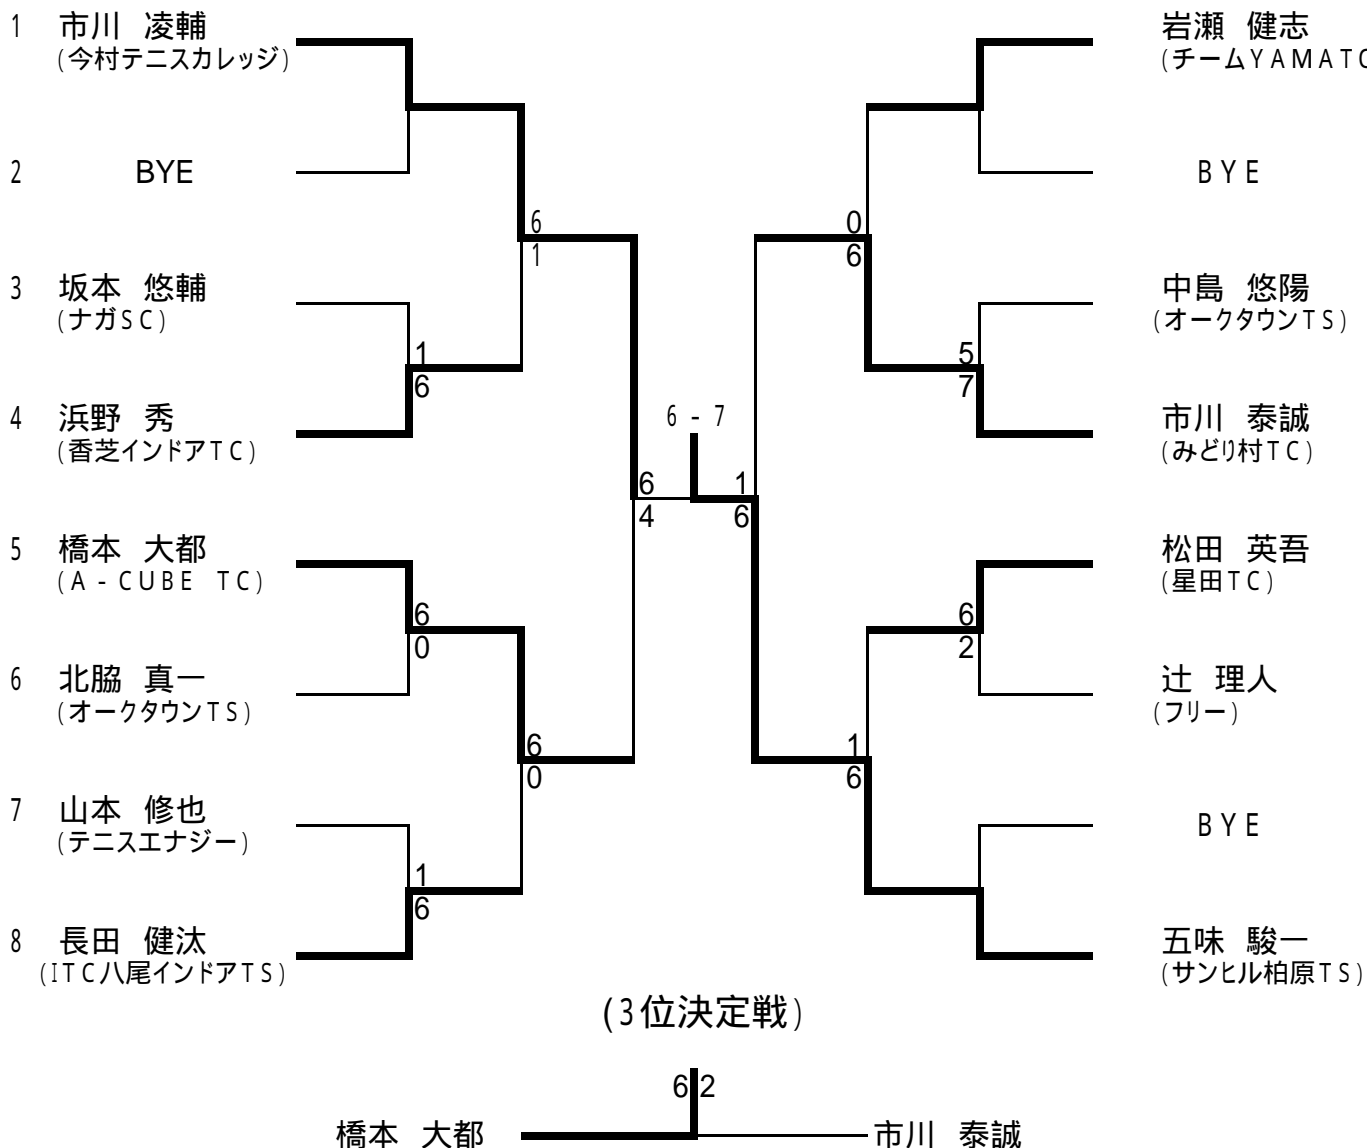 1 市川 凌輔
(今村テニスカレッジ)
2 BYE
6
1
3 坂本 悠輔
(ナガSC)
1
6
4 浜野 秀
(香芝インドアTC)
6
4
5 橋本 大都
(A-CUBE TC)
6
0
6 北脇 真一
(オークタウンTS)
6
0
7 山本 修也
(テニスエナジー)
1
6
8 長田 健汰
(ITC八尾インドアTS)
6 - 7
岩瀬 健志
(チームYAMATO
BYE
0
6
中島 悠陽
(オークタウンTS)
5
7
市川 泰誠
(みどり村TC)
1
6
松田 英吾
(星田TC)
6
2
辻 理人
(フリー)
1
6
BYE
五味 駿一
(サンヒル柏原TS)
(3位決定戦)
6 2
橋本 大都 市川 泰誠